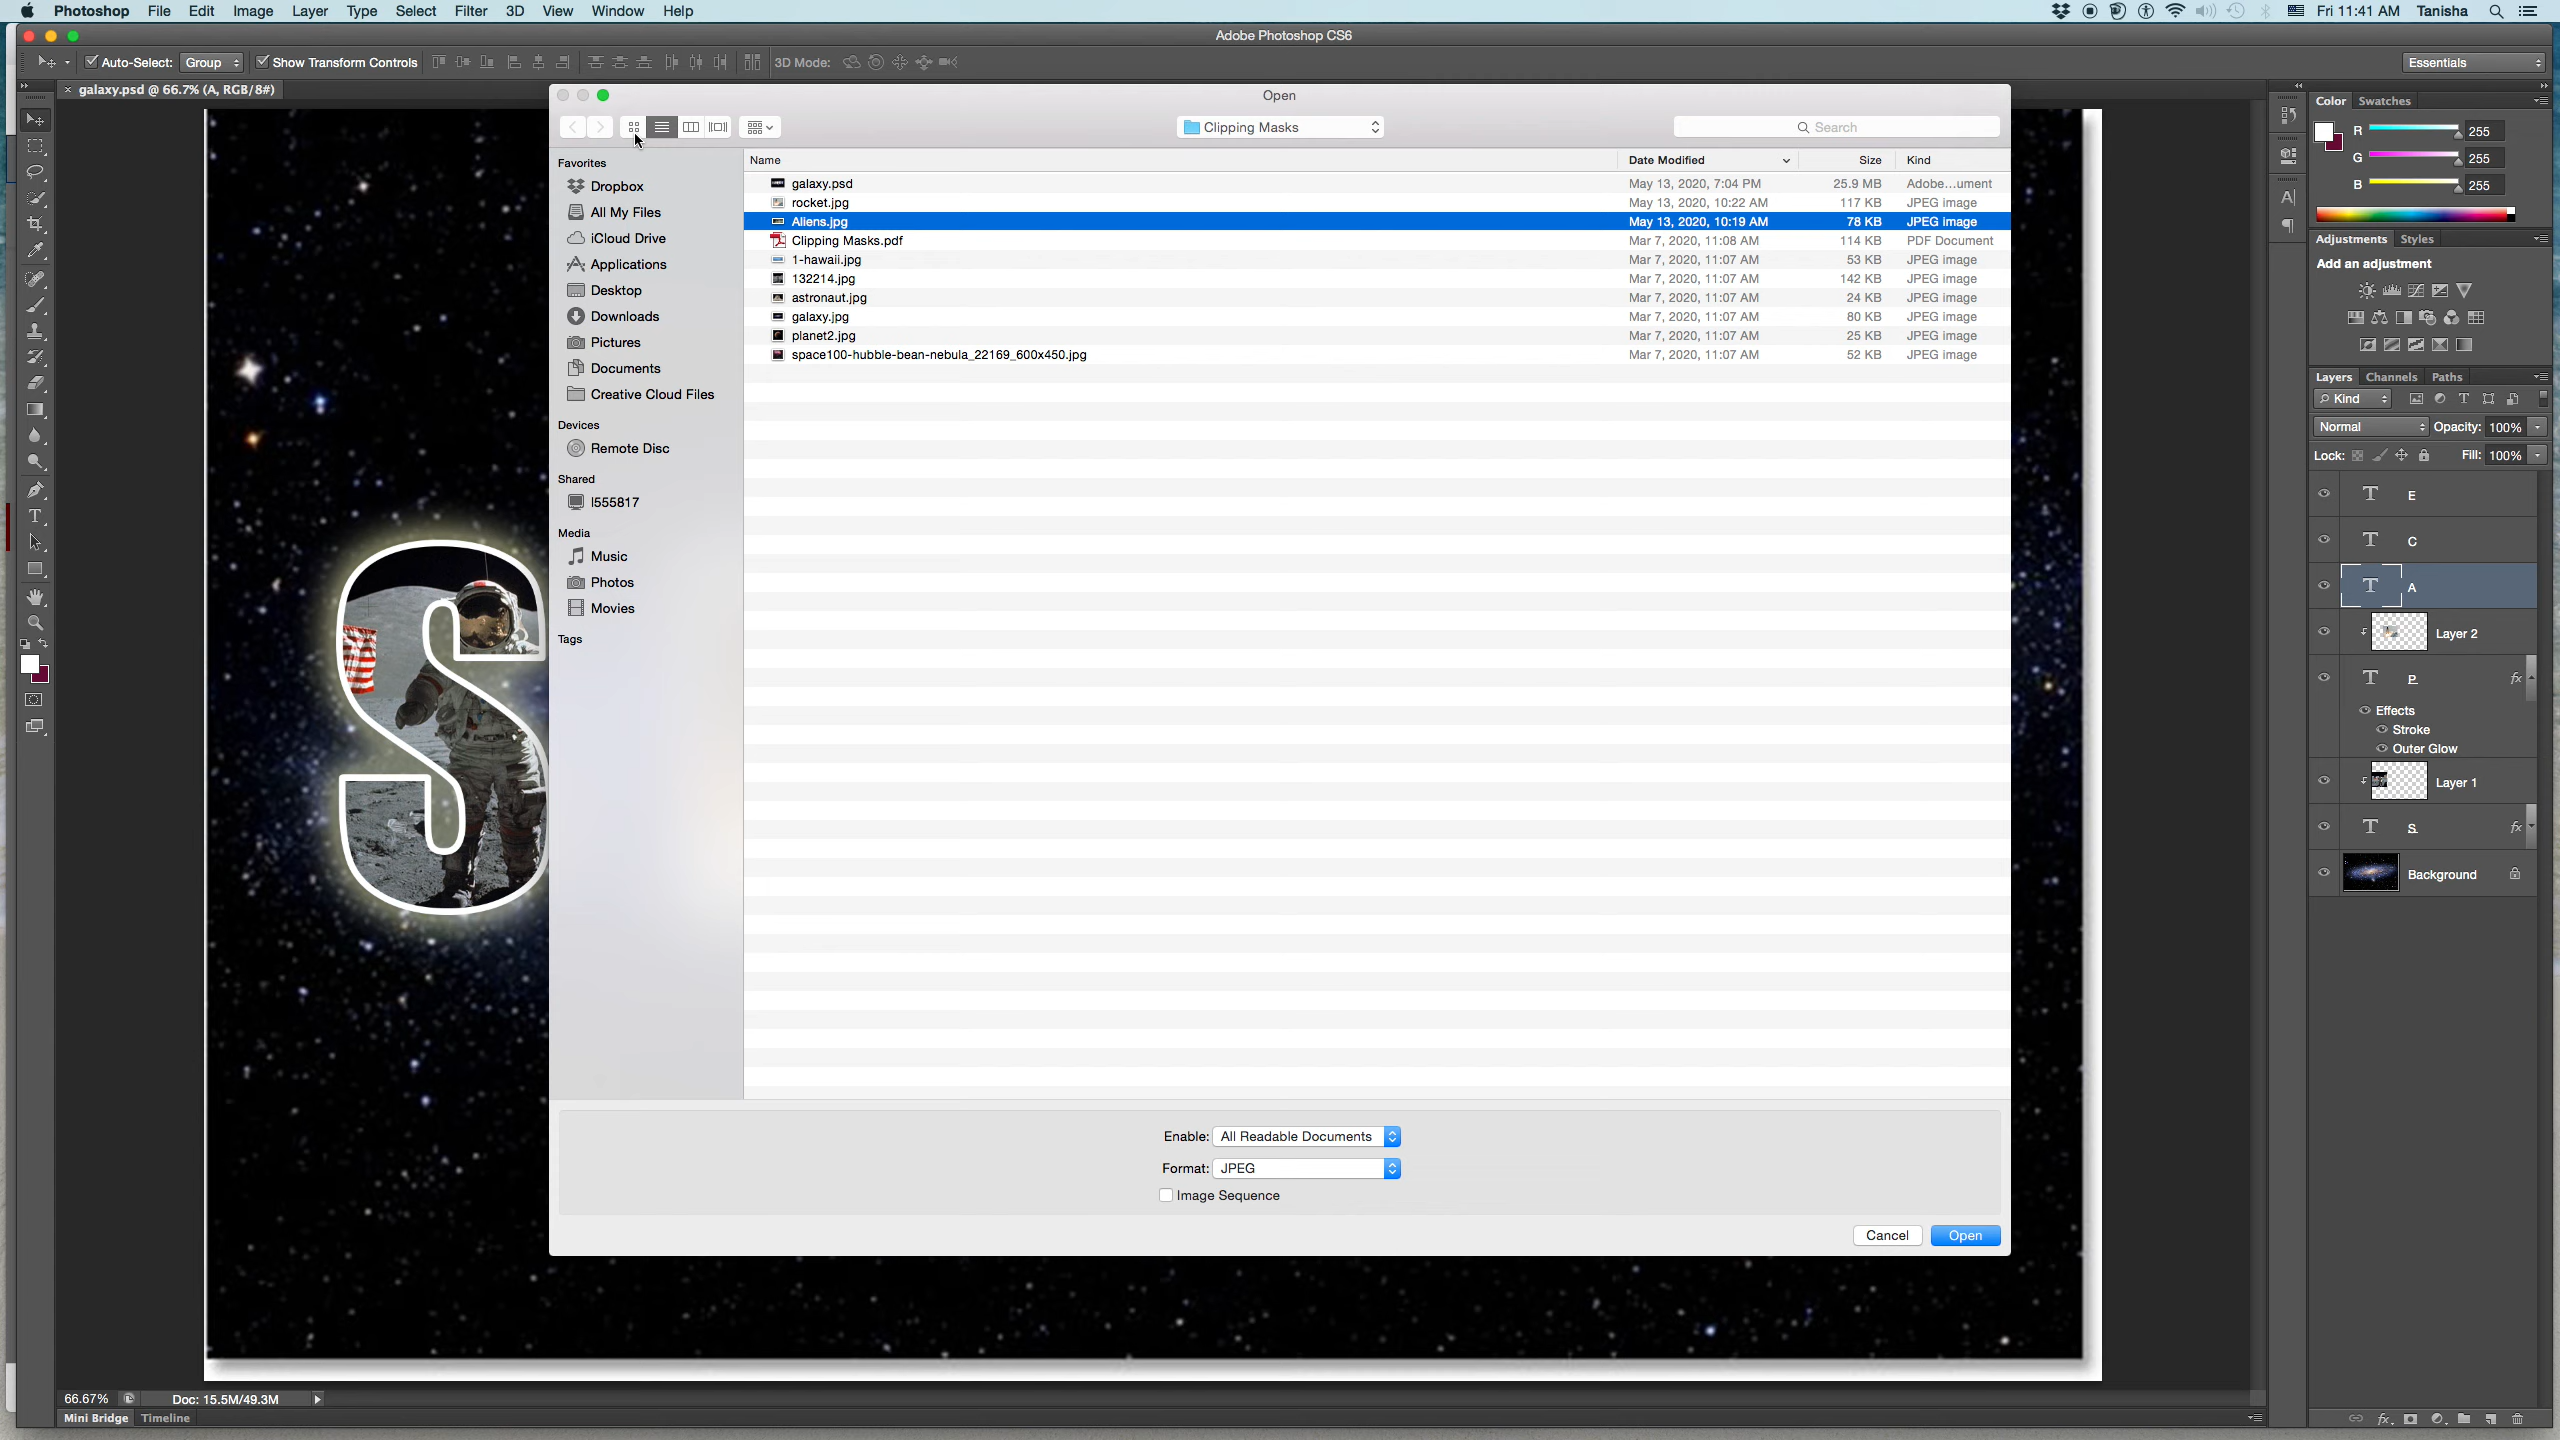 Photoshop File Edit Image Layer Type Select Filter 3D View Window Help Fri 11:41 AM Tanisha
Adobe Photoshop CS6
Auto-Select: Group Show Transform Controls 3D Mode: Essentials
× galaxy.psd @ 66.7% (A, RGB/8#)
Open
Clipping Masks
Search
Favorites
Dropbox
All My Files
iCloud Drive
Applications
Desktop
Downloads
Pictures
Documents
Creative Cloud Files
Devices
Remote Disc
Shared
l555817
Media
Music
Photos
Movies
Tags
Name Date Modified Size Kind
galaxy.psd May 13, 2020, 7:04 PM 25.9 MB Adobe...ument
rocket.jpg May 13, 2020, 10:22 AM 117 KB JPEG image
Aliens.jpg May 13, 2020, 10:19 AM 78 KB JPEG image
Clipping Masks.pdf Mar 7, 2020, 11:08 AM 114 KB PDF Document
1-hawaii.jpg Mar 7, 2020, 11:07 AM 53 KB JPEG image
132214.jpg Mar 7, 2020, 11:07 AM 142 KB JPEG image
astronaut.jpg Mar 7, 2020, 11:07 AM 24 KB JPEG image
galaxy.jpg Mar 7, 2020, 11:07 AM 80 KB JPEG image
planet2.jpg Mar 7, 2020, 11:07 AM 25 KB JPEG image
space100-hubble-bean-nebula_22169_600x450.jpg Mar 7, 2020, 11:07 AM 52 KB JPEG image
Enable: All Readable Documents
Format: JPEG
Image Sequence
Cancel Open
S
Color Swatches
R 255
G 255
B 255
Adjustments Styles
Add an adjustment
Layers Channels Paths
Kind
Normal Opacity: 100%
Lock: Fill: 100%
T E
T C
T A
Layer 2
T P fx
Effects
Stroke
Outer Glow
Layer 1
T S fx
Background
66.67% Doc: 15.5M/49.3M
Mini Bridge Timeline